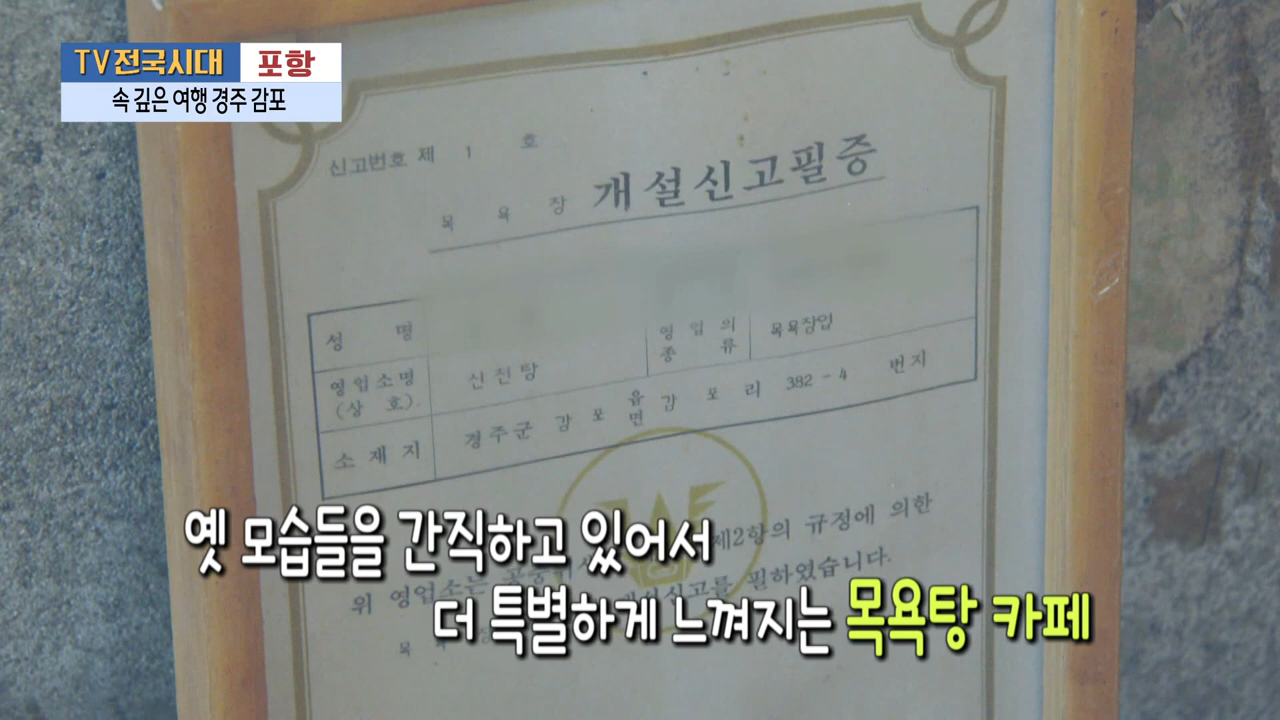 TV전국시대 포항
속 깊은 여행 경주 감포
신고번호 제 1 호
목 욕 장 개설신고필증
성 명
영업의 종류 목욕장업
영업소명 (상 호) 신천탕
소재지 경주군 감포 읍면 감포리 382-4 번지
제2항의 규정에 의한
위 영업소는
개설신고를 필하였습니다.
옛 모습들을 간직하고 있어서
더 특별하게 느껴지는 목욕탕 카페